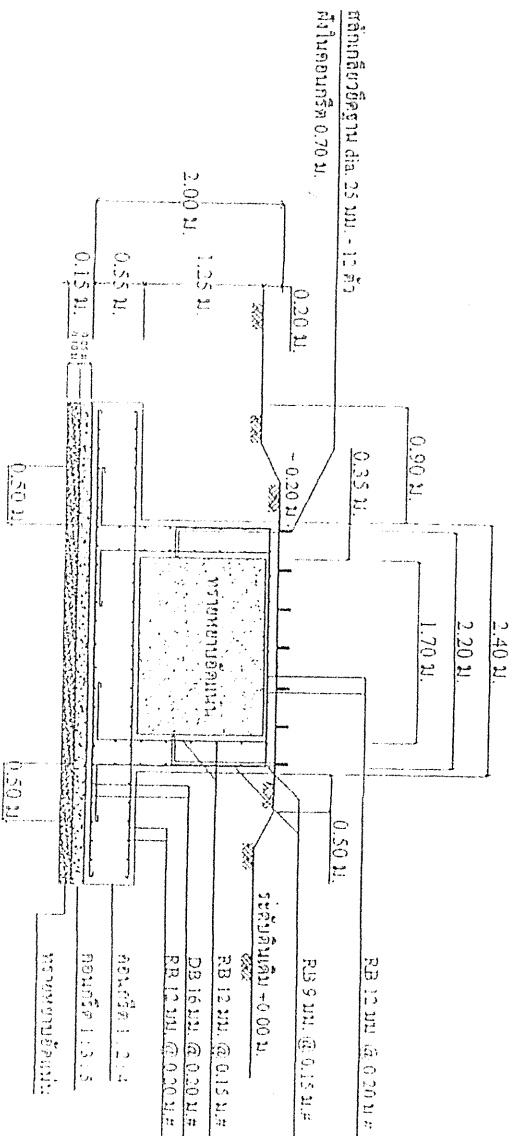 สลักเกลียวยึดฐาน dia. 25 มม. - 12 ตัว
ฝังในคอนกรีต 0.70 ม.
2.40 ม.
2.20 ม.
1.70 ม.
0.90 ม.
0.35 ม.
0.50 ม.
0.20 ม.
1.25 ม.
2.00 ม.
0.55 ม.
0.15 ม.
- 0.20 ม.
ทรายหยาบอัดแน่น
0.50 ม.
0.50 ม.
RB 12 มม. @ 0.20 ม.#
RB 9 มม. @ 0.15 ม.#
ระดับดินเดิม +0.00 ม.
RB 12 มม. @ 0.15 ม.#
DB 16 มม. @ 0.20 ม.#
RB 12 มม. @ 0.20 ม.#
คอนกรีต 1 : 2 : 4
คอนกรีต 1 : 3 : 5
ทรายหยาบอัดแน่น